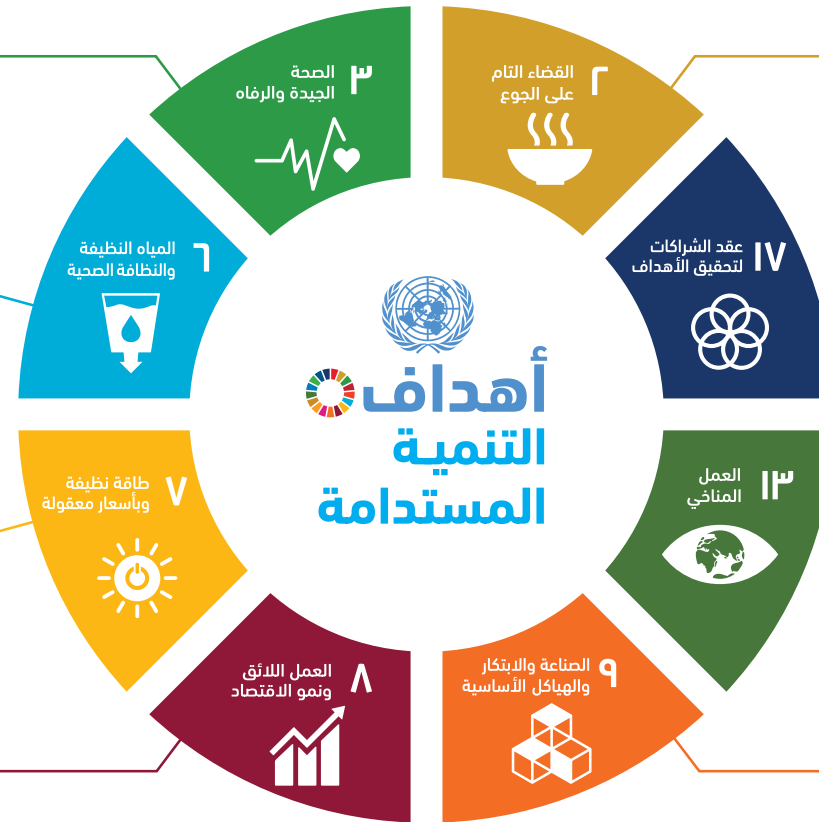 ٢ القضاء التام
على الجوع
٣ الصحة
الجيدة والرفاه
١٧ عقد الشراكات
لتحقيق الأهداف
٦ المياه النظيفة
والنظافة الصحية
أهداف
التنمية
المستدامة
١٣ العمل
المناخي
٧ طاقة نظيفة
وبأسعار معقولة
٩ الصناعة والابتكار
والهياكل الأساسية
٨ العمل اللائق
ونمو الاقتصاد